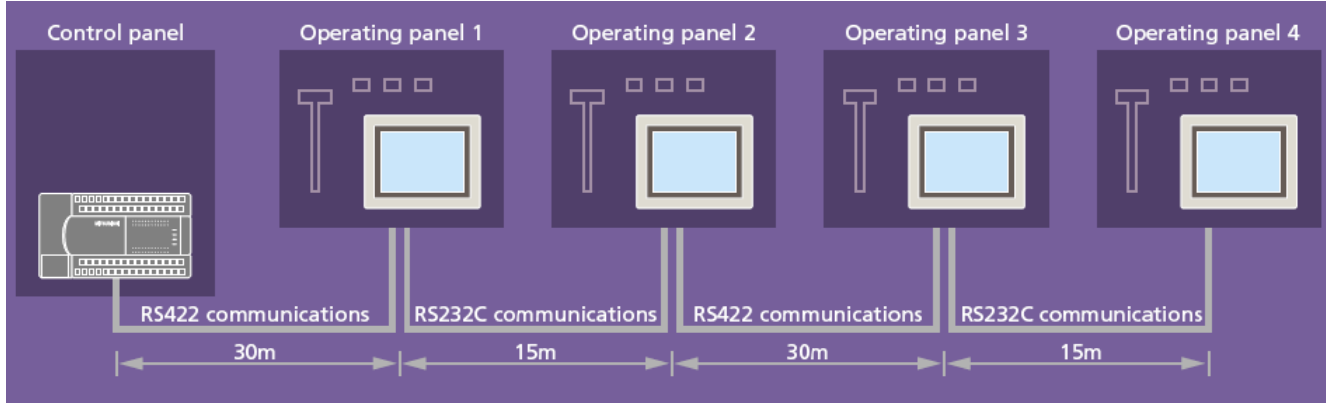 Control panel
Operating panel 1
Operating panel 2
Operating panel 3
Operating panel 4
RS422 communications
RS232C communications
RS422 communications
RS232C communications
30m
15m
30m
15m